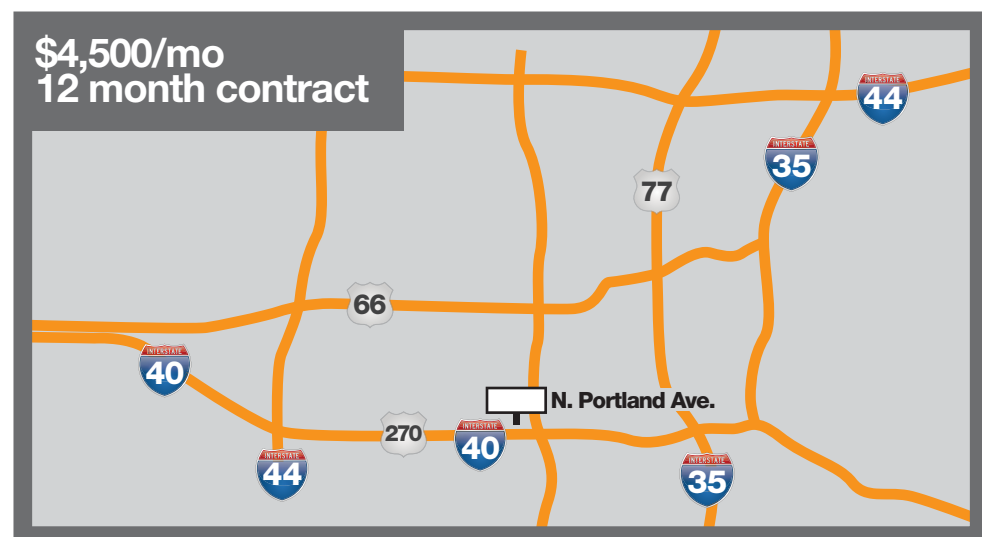 $4,500/mo
12 month contract
INTERSTATE
44
INTERSTATE
35
77
66
INTERSTATE
40
N. Portland Ave.
270
INTERSTATE
40
INTERSTATE
44
INTERSTATE
35